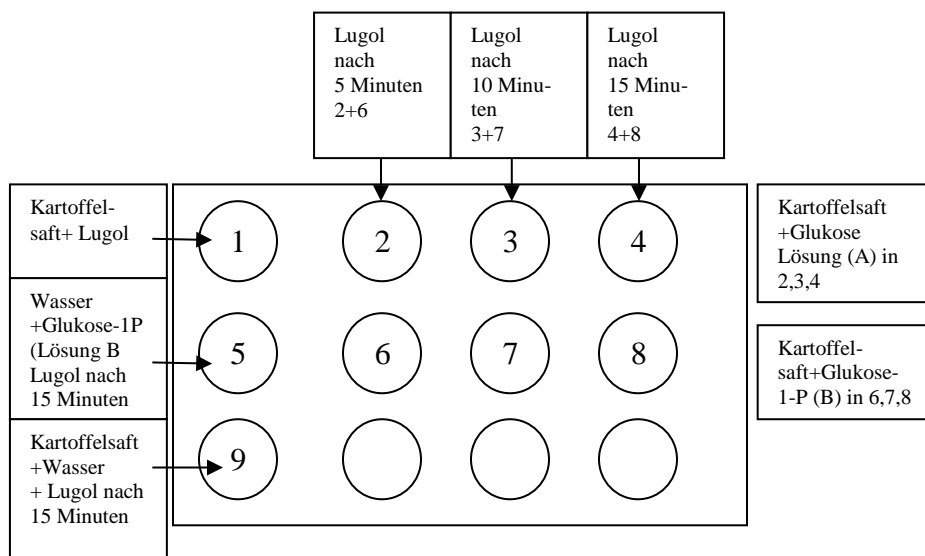 Lugol
nach
5 Minuten
2+6
Lugol
nach
10 Minu-
ten
3+7
Lugol
nach
15 Minu-
ten
4+8
Kartoffel-
saft+ Lugol
1
2
3
4
Kartoffelsaft
+Glukose
Lösung (A) in
2,3,4
Wasser
+Glukose-1P
(Lösung B
Lugol nach
15 Minuten
5
6
7
8
Kartoffel-
saft+Glukose-
1-P (B) in 6,7,8
Kartoffelsaft
+Wasser
+ Lugol nach
15 Minuten
9